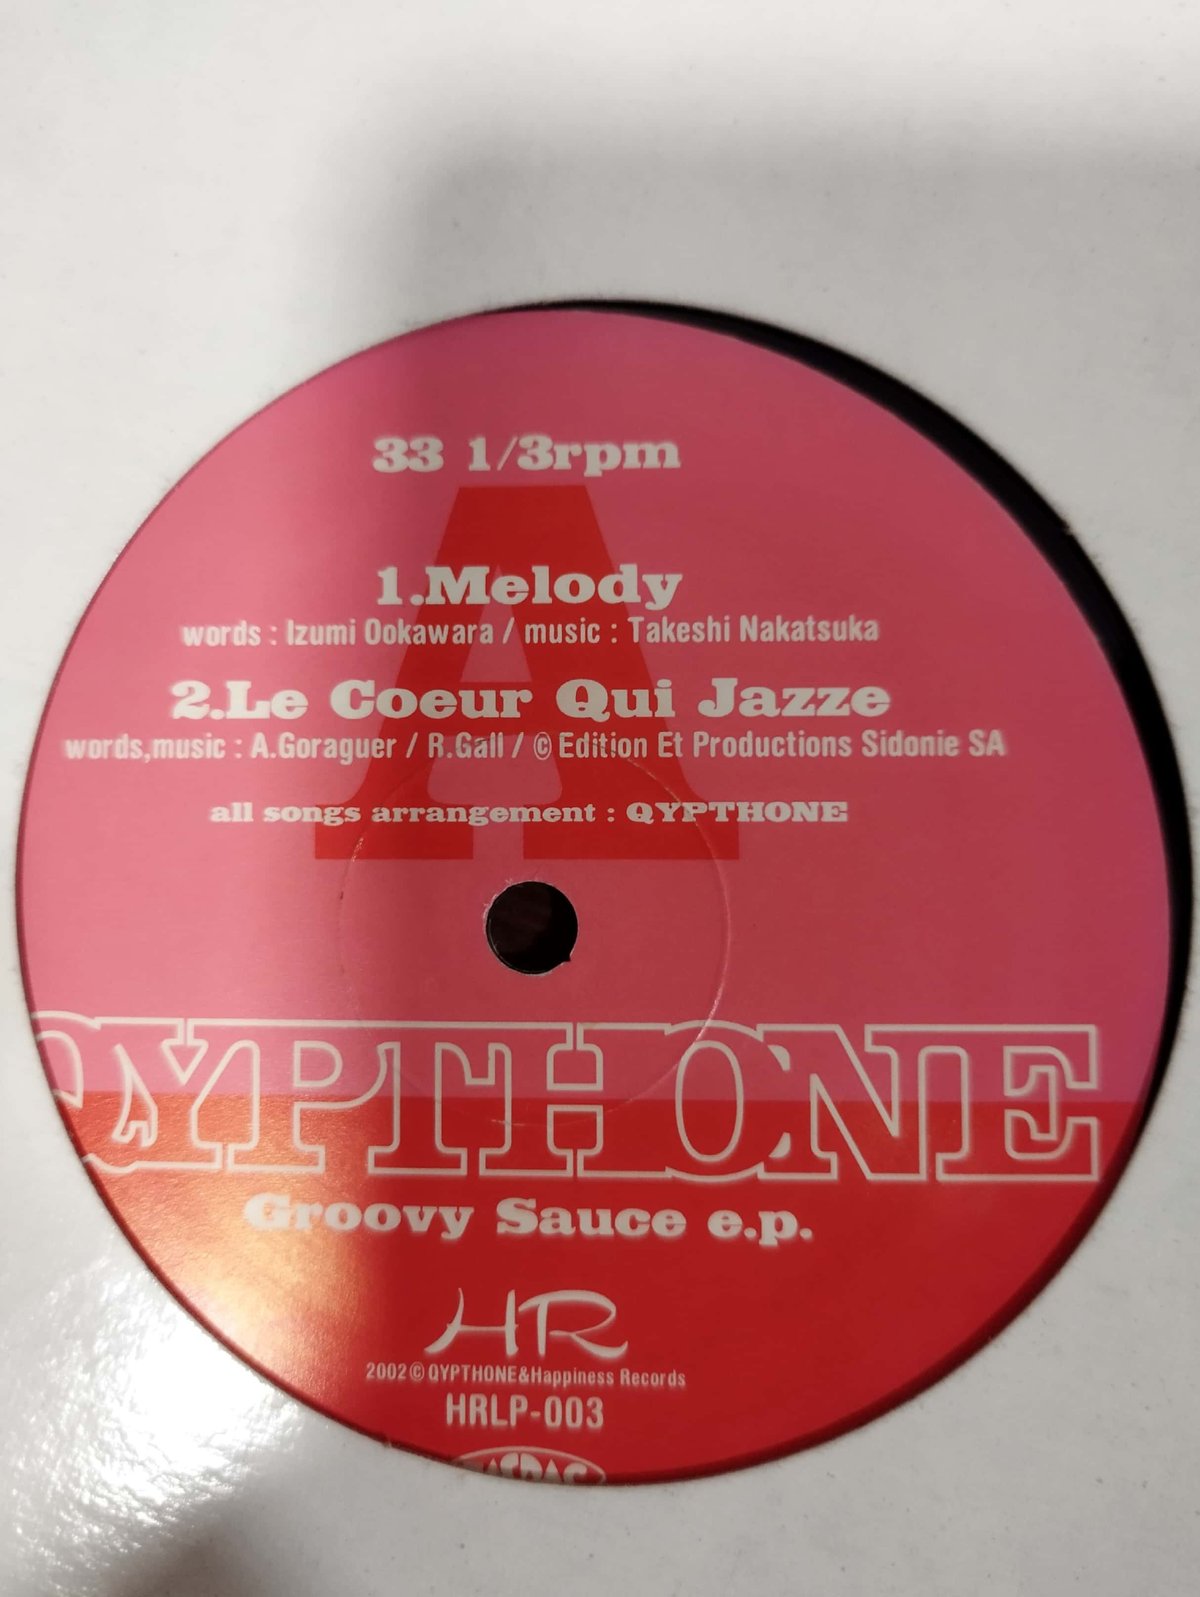 33 1/3rpm
A
1.Melody
words : Izumi Ookawara / music : Takeshi Nakatsuka
2.Le Coeur Qui Jazze
words,music : A.Goraguer / R.Gall / © Edition Et Productions Sidonie SA
all songs arrangement : QYPTHONE
QYPTHONE
Groovy Sauce e.p.
HR
2002 © QYPTHONE&Happiness Records
HRLP-003